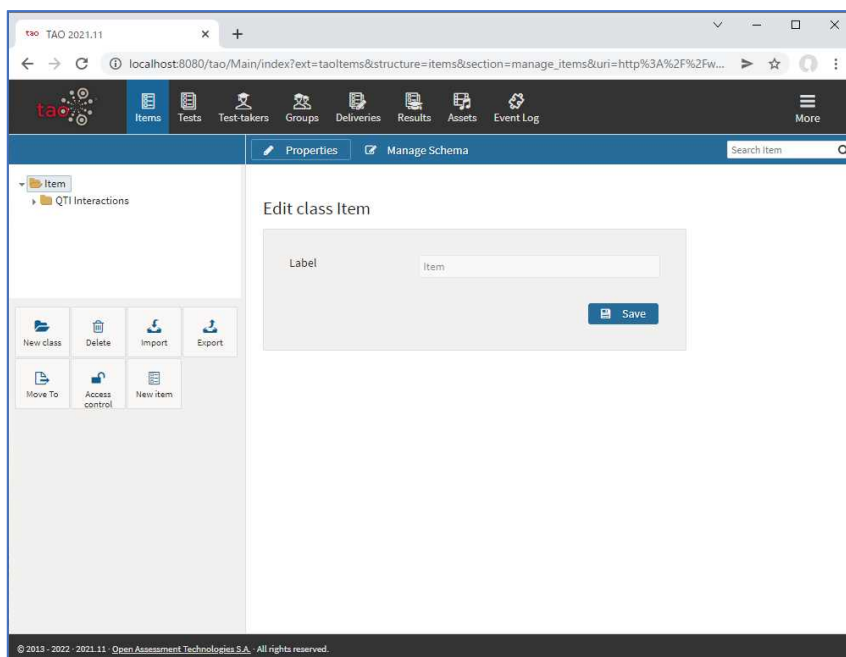 tao TAO 2021.11
localhost:8080/tao/Main/index?ext=taoItems&structure=items&section=manage_items&uri=http%3A%2F%2Fw...
tao
Items Tests Test-takers Groups Deliveries Results Assets Event Log More
Properties Manage Schema Search Item
Item
QTI Interactions
Edit class Item
Label Item
Save
New class Delete Import Export
Move To Access control New item
© 2013 - 2022 · 2021.11 · Open Assessment Technologies S.A. · All rights reserved.